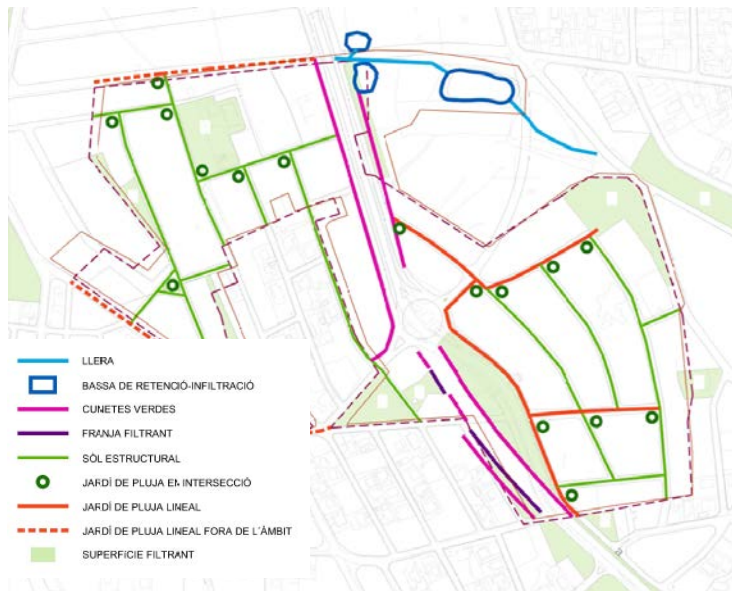 LLERA
BASSA DE RETENCIÓ-INFILTRACIÓ
CUNETES VERDES
FRANJA FILTRANT
SÒL ESTRUCTURAL
JARDÍ DE PLUJA EN INTERSECCIÓ
JARDÍ DE PLUJA LINEAL
JARDÍ DE PLUJA LINEAL FORA DE L'ÀMBIT
SUPERFICIE FILTRANT